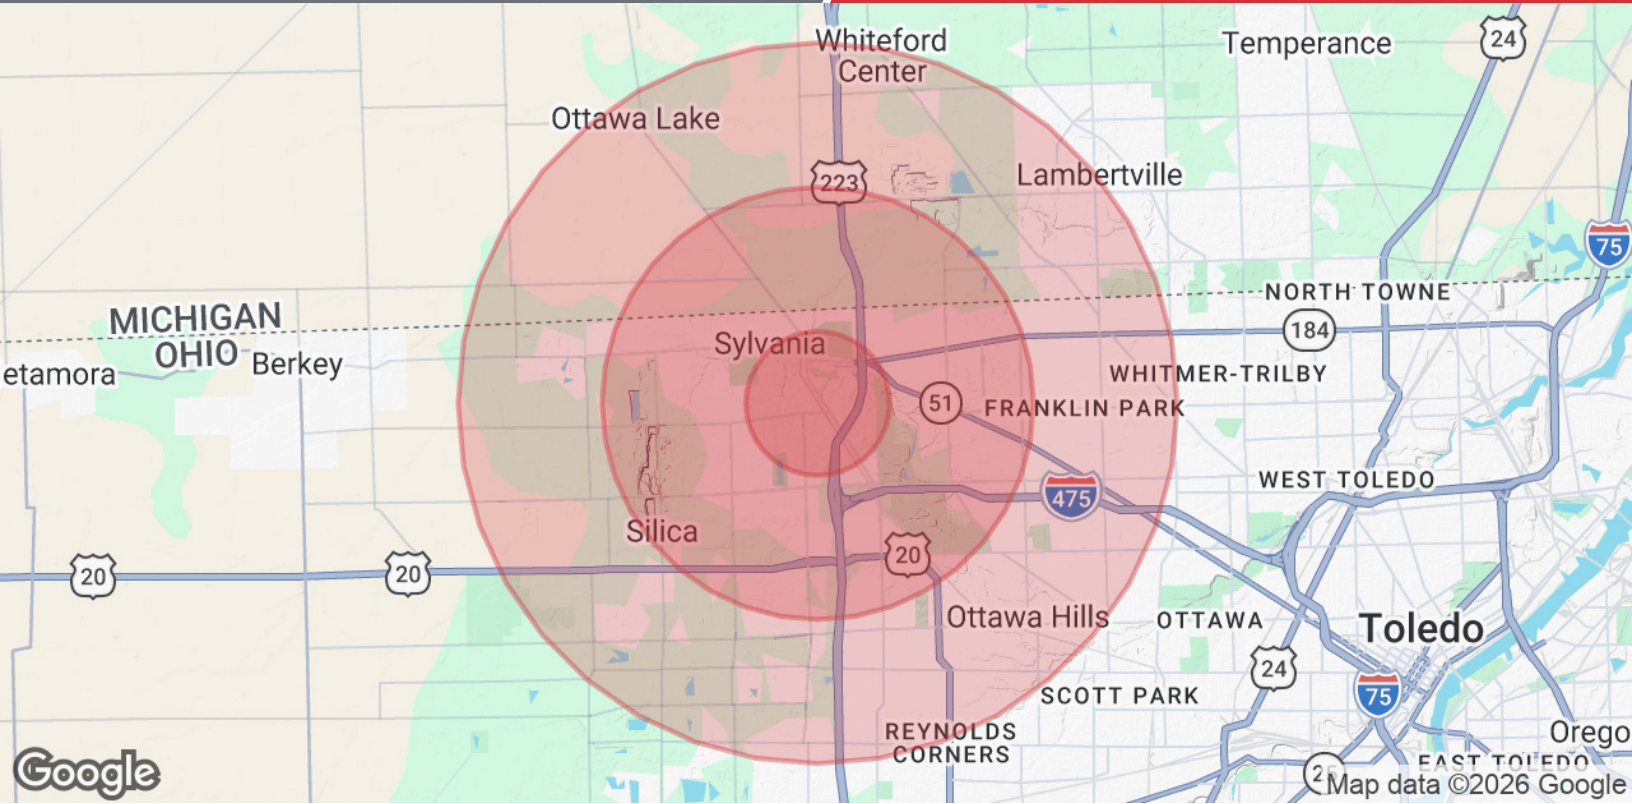 Whiteford
Center
Temperance
24
Ottawa Lake
223
Lambertville
75
NORTH TOWNE
MICHIGAN
OHIO
184
Sylvania
Berkey
etamora
WHITMER-TRILBY
51
FRANKLIN PARK
WEST TOLEDO
475
Silica
20
20
20
Ottawa Hills
OTTAWA
Toledo
24
SCOTT PARK
75
REYNOLDS
CORNERS
Orego
EAST TOLEDO
Google
Map data ©2026 Google